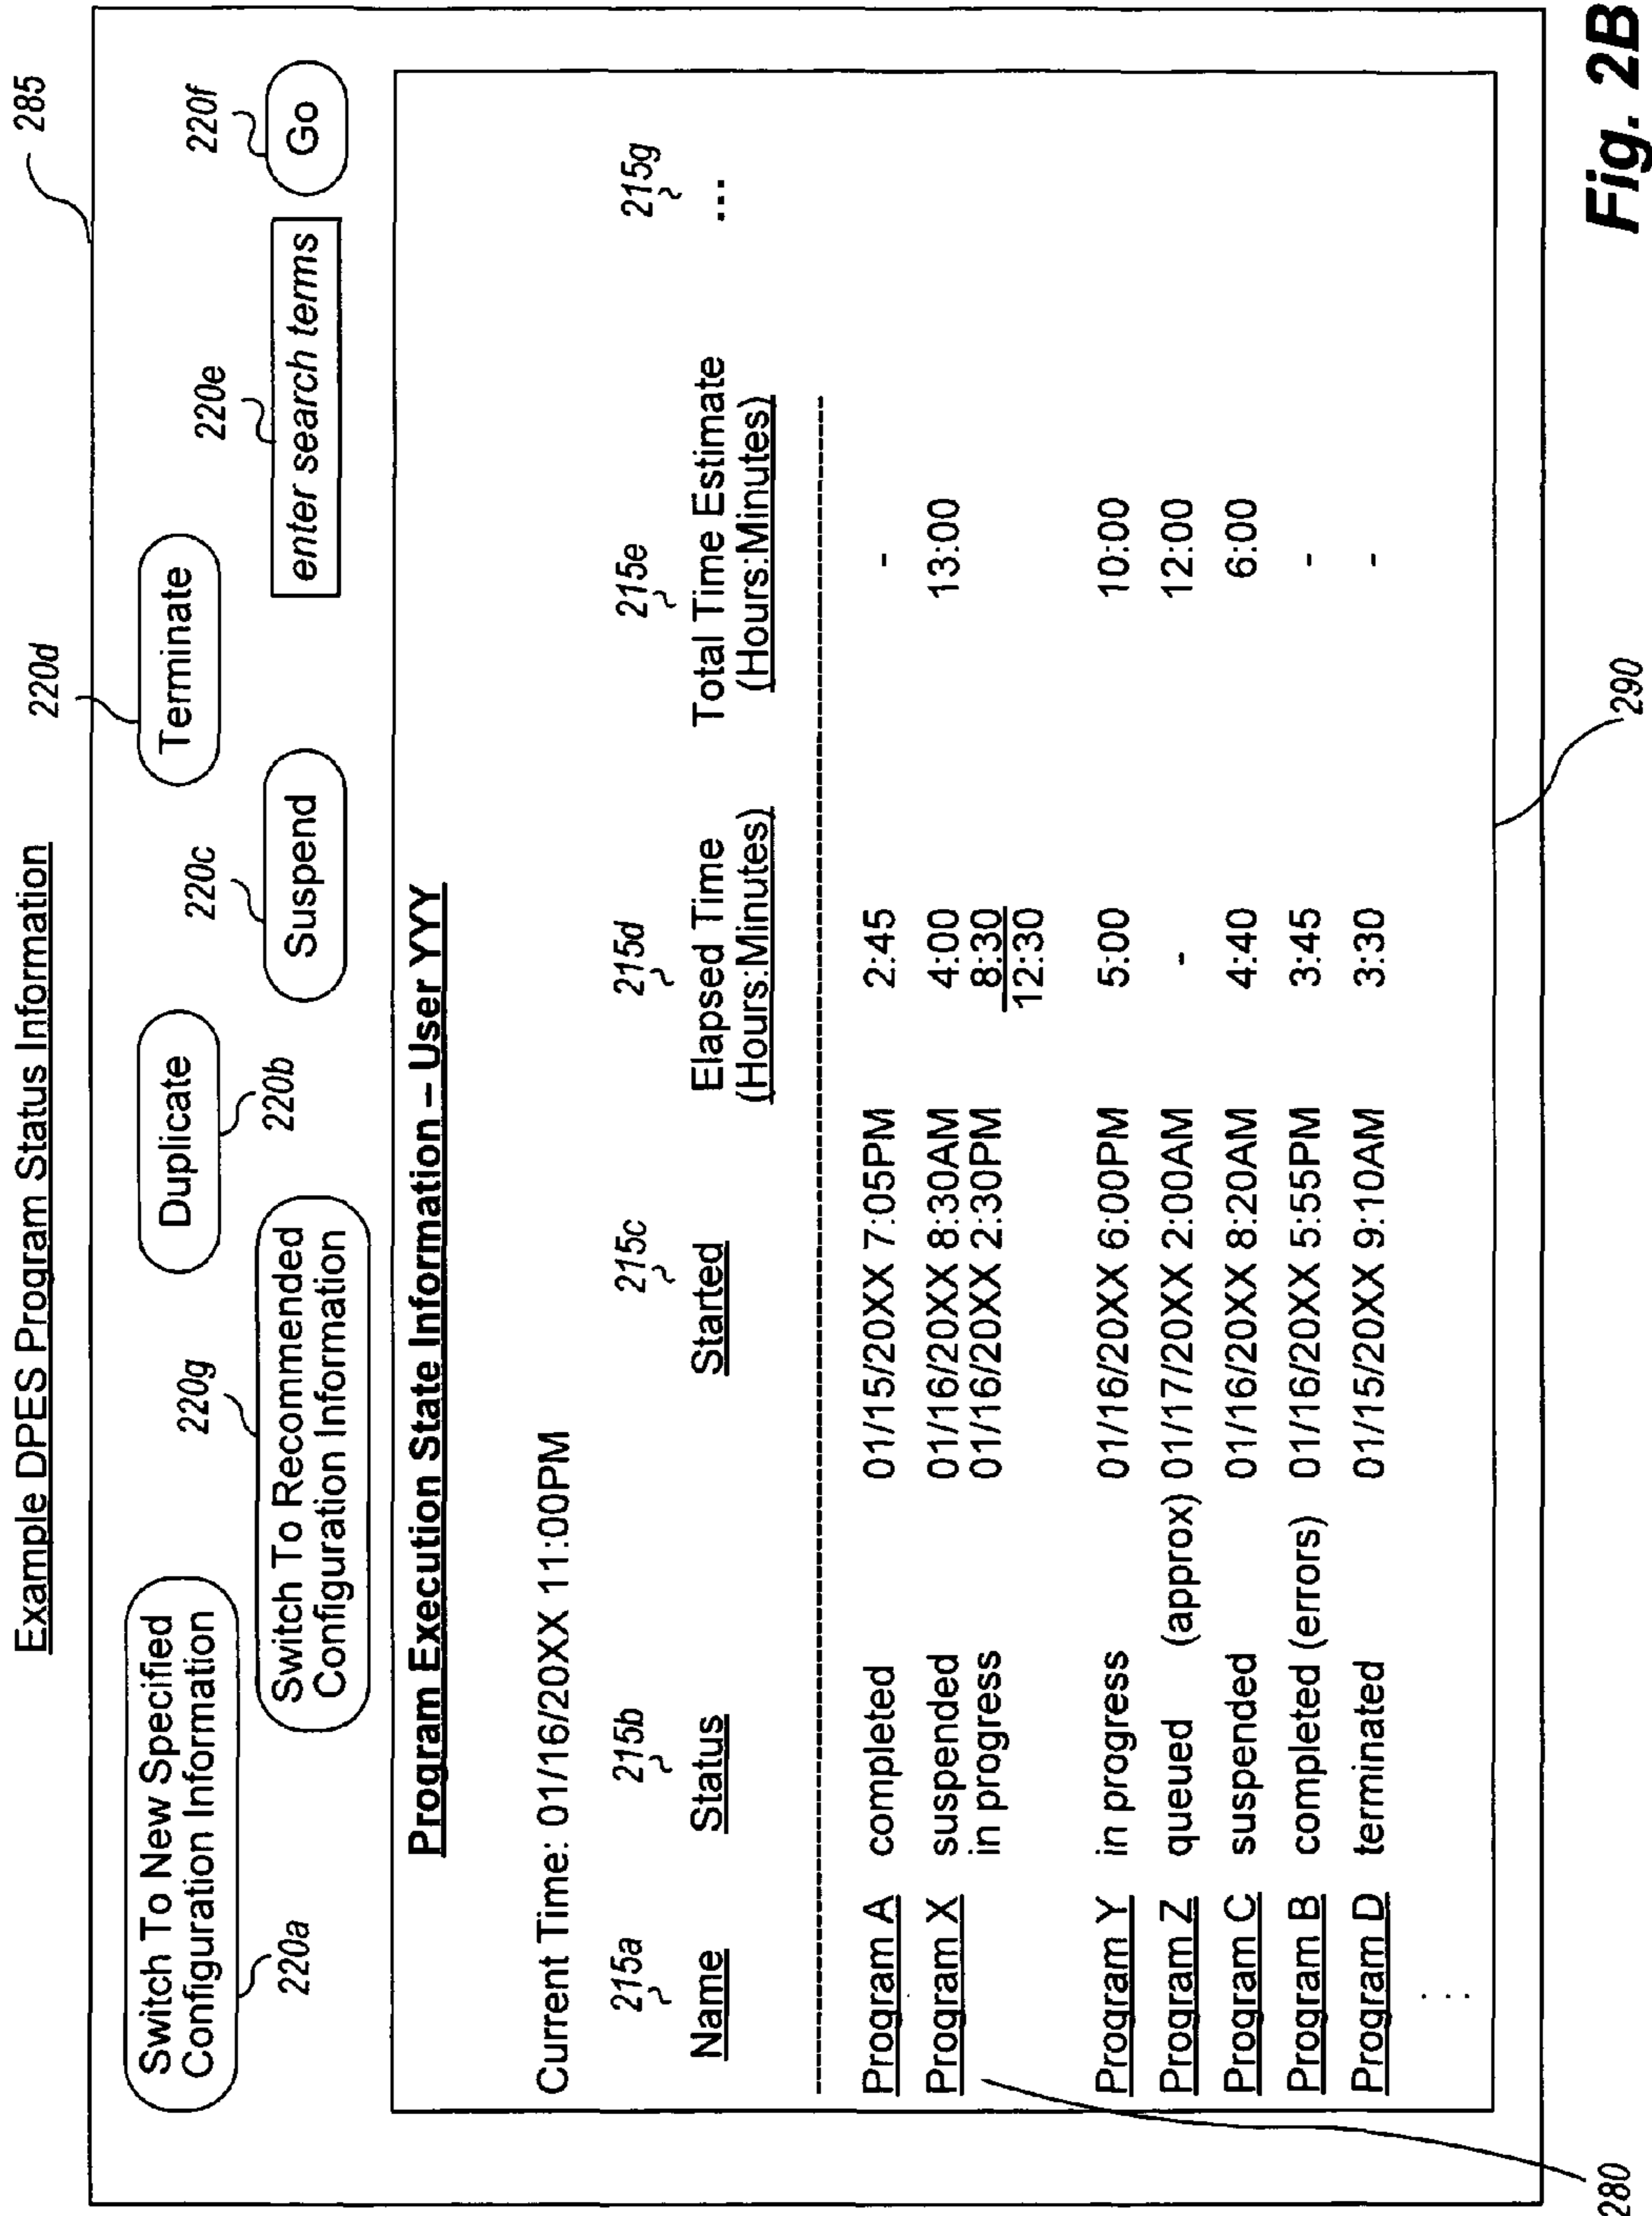 Example DPES Program Status Information
285
220d
Switch To New Specified
Configuration Information
220a
220g
Switch To Recommended
Configuration Information
Duplicate
220b
220c
Suspend
Terminate
220e
enter search terms
220f
Go
Program Execution State Information – User YYY
Current Time: 01/16/20XX 11:00PM
215a 215b 215c 215d 215e 215g
Name Status Started Elapsed Time (Hours:Minutes) Total Time Estimate (Hours:Minutes) ...
Program A completed 01/15/20XX 7:05PM 2:45 -
Program X suspended 01/16/20XX 8:30AM 4:00 13:00
in progress 01/16/20XX 2:30PM 8:30
12:30
Program Y in progress 01/16/20XX 6:00PM 5:00 10:00
Program Z queued (approx) 01/17/20XX 2:00AM - 12:00
Program C suspended 01/16/20XX 8:20AM 4:40 6:00
Program B completed (errors) 01/16/20XX 5:55PM 3:45 -
Program D terminated 01/15/20XX 9:10AM 3:30 -
...
280
290
Fig. 2B